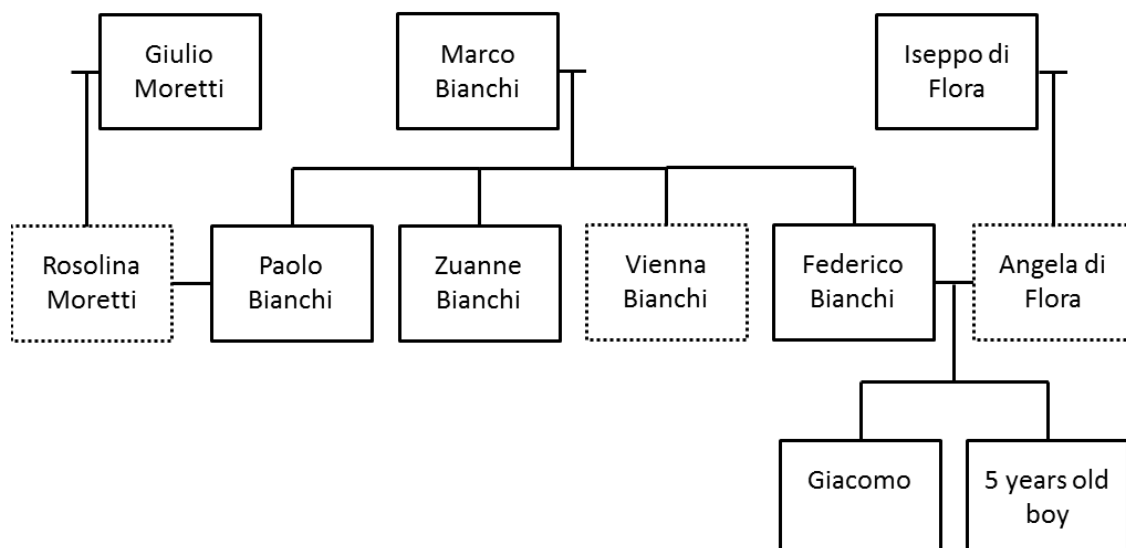 Giulio
Moretti
Marco
Bianchi
Iseppo di
Flora
Rosolina
Moretti
Paolo
Bianchi
Zuanne
Bianchi
Vienna
Bianchi
Federico
Bianchi
Angela di
Flora
Giacomo
5 years old
boy